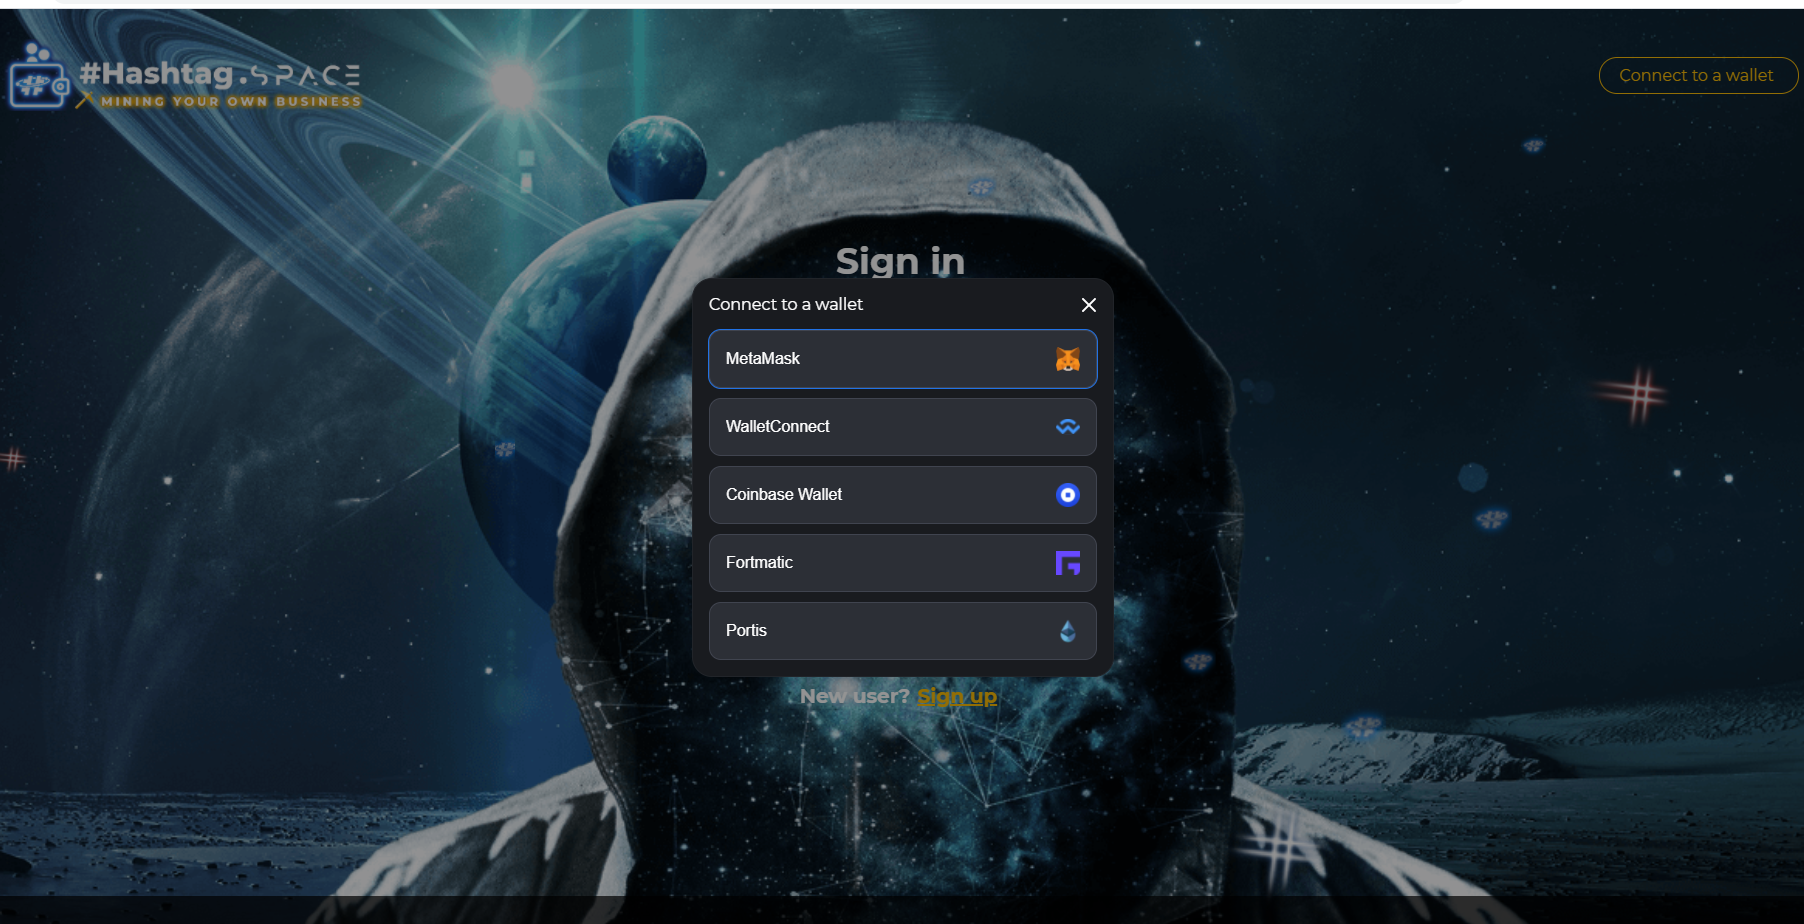 #Hashtag.SPACE
MINING YOUR OWN BUSINESS
Connect to a wallet
Sign in
Connect to a wallet
MetaMask
WalletConnect
Coinbase Wallet
Fortmatic
Portis
New user? Sign up